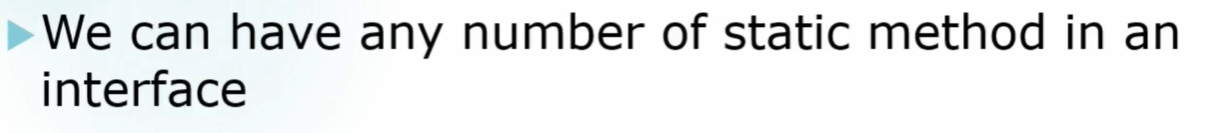 We can have any number of static method in an
interface